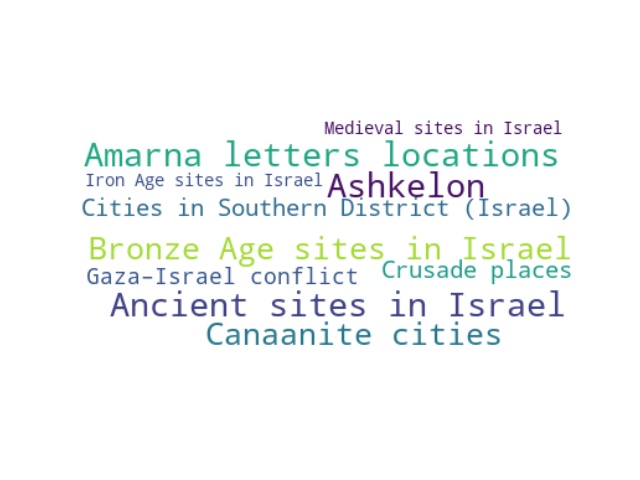 Medieval sites in Israel
Amarna letters locations
Iron Age sites in Israel
Ashkelon
Cities in Southern District (Israel)
Bronze Age sites in Israel
Gaza–Israel conflict
Crusade places
Ancient sites in Israel
Canaanite cities